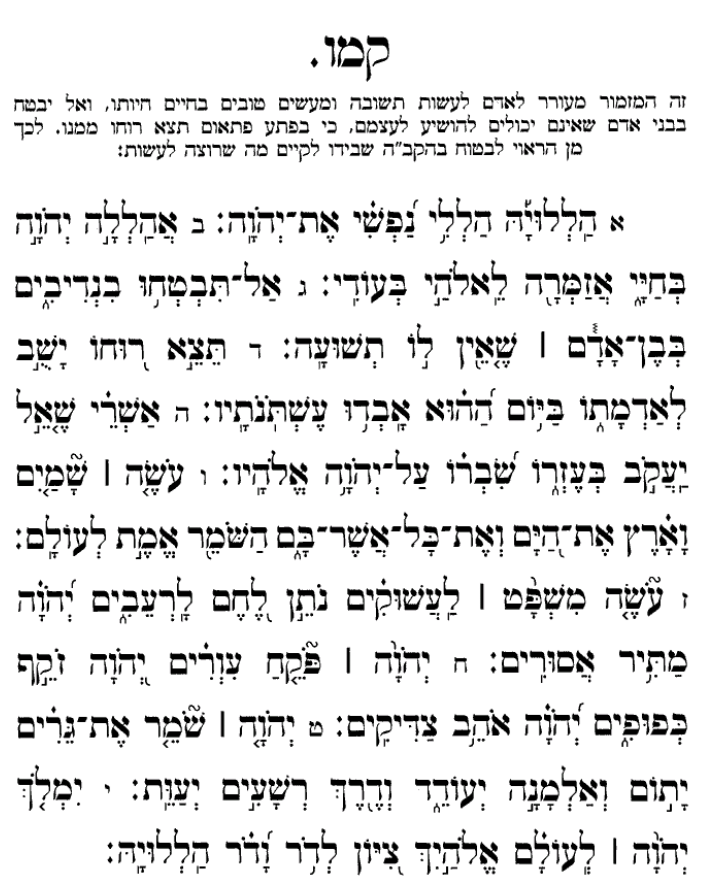 קמו.
זה המזמור מעורר לאדם לעשות תשובה ומעשים טובים בחיים חיותו, ואל יבטח
בבני אדם שאינם יכולים להושיע לעצמם, כי בפתע פתאום תצא רוחו ממנו. לכך
מן הראוי לבטוח בהקב"ה שבידו לקיים מה שרוצה לעשות:
א הַֽלְלוּיָ֡הּ הַלְלִ֥י נַ֝פְשִׁ֗י אֶת־יְהֹוָֽה: ב אֲהַֽלְלָ֣ה יְהֹוָ֣ה
בְּחַיָּ֑י אֲזַמְּרָ֖ה לֵֽאלֹהַ֣י בְּעוֹדִֽי: ג אַל־תִּבְטְח֥וּ בִנְדִיבִ֑ים
בְּבֶן־אָדָ֓ם | שֶׁ֤אֵ֖ין ל֥וֹ תְשׁוּעָֽה: ד תֵּצֵ֣א ר֭וּחוֹ יָשֻׁ֣ב
לְאַדְמָת֑וֹ בַּיּ֥וֹם הַ֝ה֗וּא אָֽבְד֥וּ עֶשְׁתֹּֽנֹתָֽיו: ה אַשְׁרֵ֗י שֶׁ֤אֵ֣ל
יַֽעֲקֹ֣ב בְּעֶזְר֑וֹ שִׂ֝בְר֗וֹ עַל־יְהֹוָ֥ה אֱלֹהָֽיו: ו עֹשֶׂ֤ה | שָׁ֘מַ֤יִם
וָאָ֗רֶץ אֶת־הַיָּ֥ם וְאֶת־כָּל־אֲשֶׁר־בָּ֑ם הַשֹּׁמֵ֖ר אֱמֶ֣ת לְעוֹלָֽם:
ז עֹ֘שֶׂ֤ה מִשְׁפָּ֨ט | לָֽעֲשׁוּקִ֗ים נֹתֵ֣ן לֶ֭חֶם לָֽרְעֵבִ֑ים יְ֝הֹוָ֗ה
מַתִּ֥יר אֲסוּרִֽים: ח יְהֹוָ֨ה | פֹּ֘קֵ֤חַ עִוְרִ֗ים יְ֭הֹוָה זֹקֵ֣ף
כְּפוּפִ֑ים יְ֝הֹוָ֗ה אֹהֵ֥ב צַדִּיקִֽים: ט יְהֹוָ֤ה | שֹׁ֘מֵ֤ר אֶת־גֵּרִ֗ים
יָת֣וֹם וְאַלְמָנָ֣ה יְעוֹדֵ֑ד וְדֶ֖רֶךְ רְשָׁעִ֣ים יְעַוֵּֽת: י יִמְלֹ֤ךְ
יְהֹוָ֨ה | לְֽעוֹלָ֗ם אֱלֹהַ֣יִךְ צִ֭יּוֹן לְדֹ֥ר וָ֝דֹ֗ר הַֽלְלוּיָֽהּ: